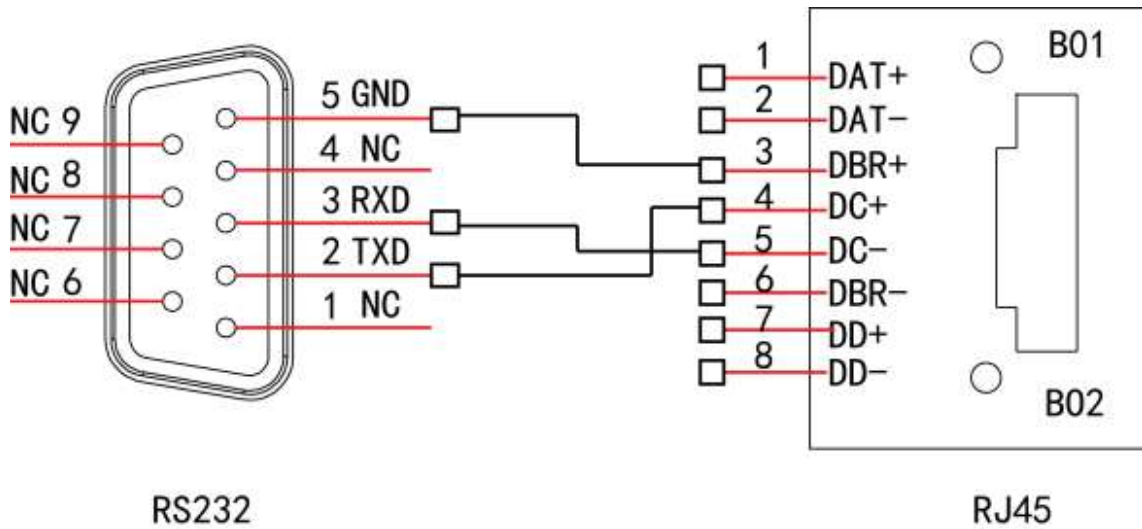 NC 9
NC 8
NC 7
NC 6
5 GND
4 NC
3 RXD
2 TXD
1 NC
RS232
1 DAT+
2 DAT-
3 DBR+
4 DC+
5 DC-
6 DBR-
7 DD+
8 DD-
B01
B02
RJ45